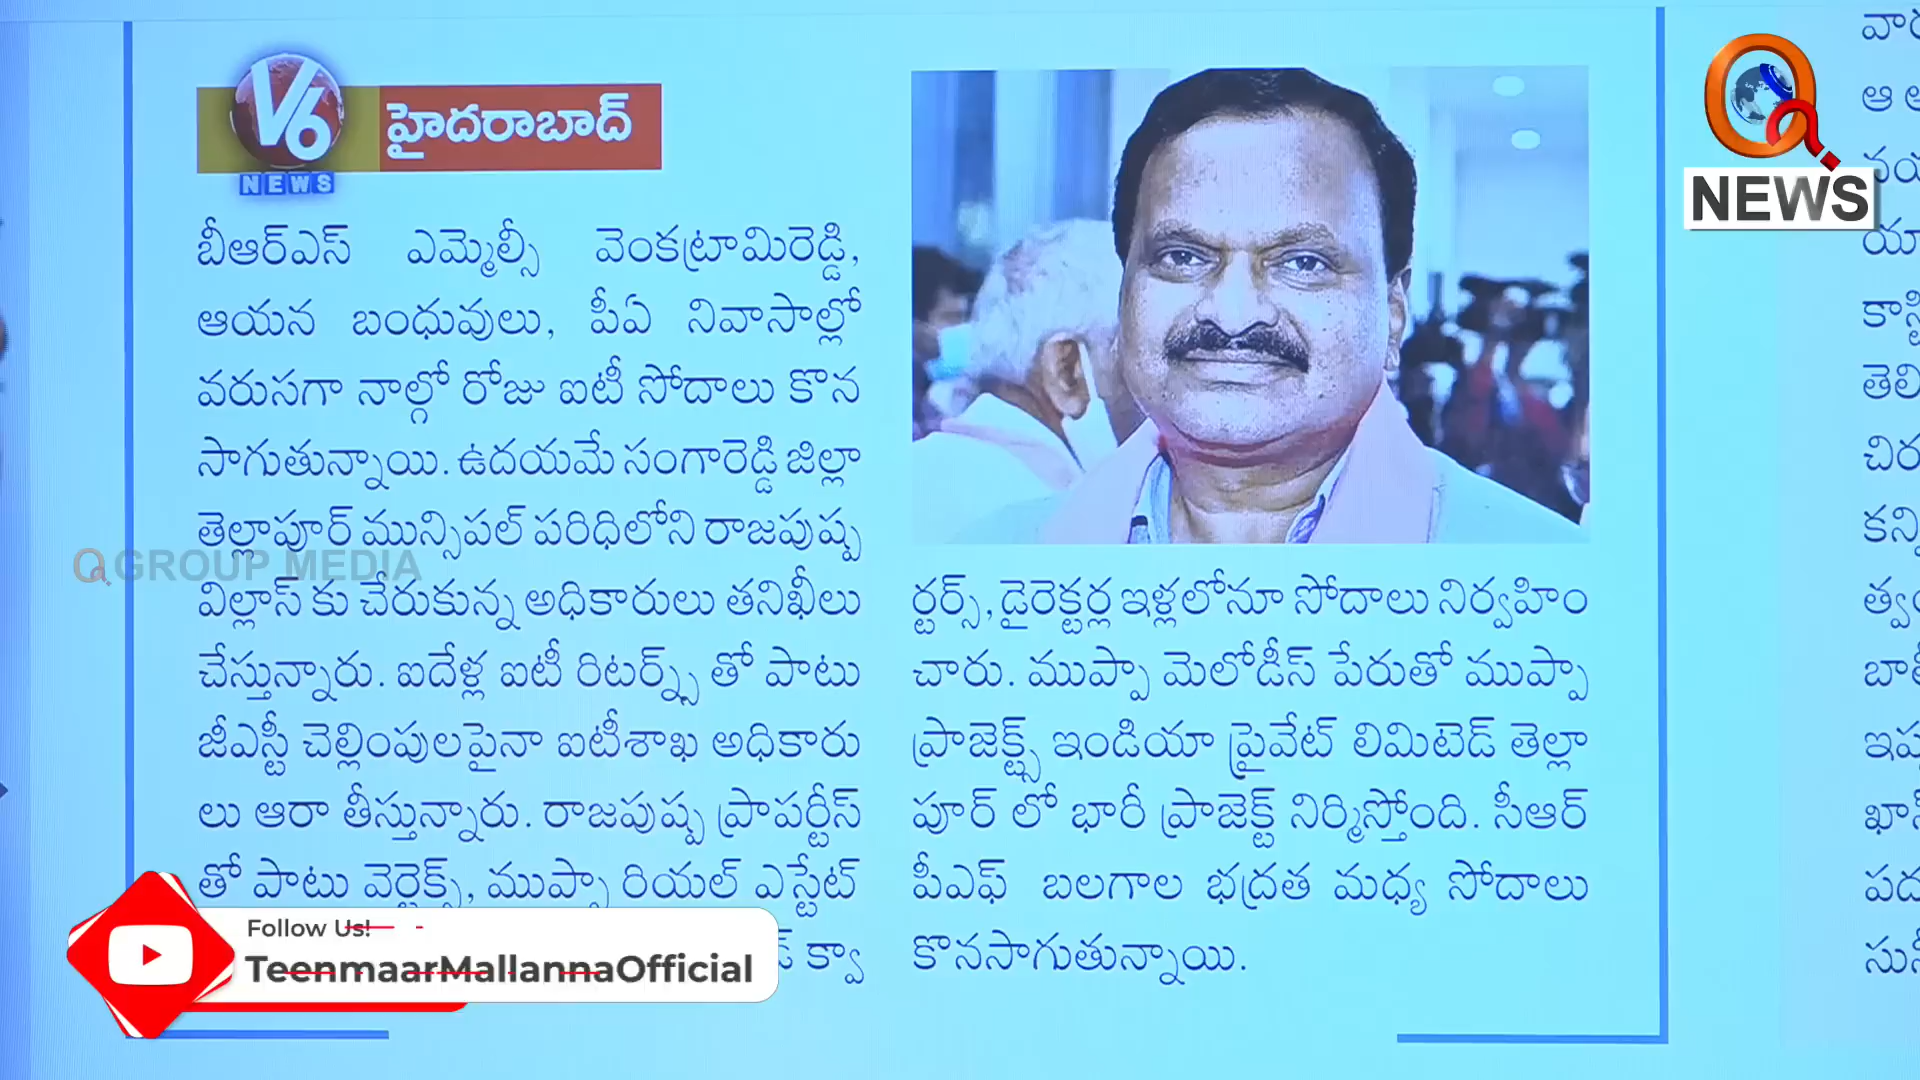 V6
NEWS
హైదరాబాద్
బీఆర్ఎస్ ఎమ్మెల్సీ వెంకట్రామిరెడ్డి,
ఆయన బంధువులు, పీఏ నివాసాల్లో
వరుసగా నాల్గో రోజు ఐటీ సోదాలు కొన
సాగుతున్నాయి. ఉదయమే సంగారెడ్డి జిల్లా
తెల్లాపూర్ మున్సిపల్ పరిధిలోని రాజపుష్ప
విల్లాస్ కు చేరుకున్న అధికారులు తనిఖీలు
చేస్తున్నారు. ఐదేళ్ల ఐటీ రిటర్న్స్ తో పాటు
జీఎస్టీ చెల్లింపులపైనా ఐటీశాఖ అధికారు
లు ఆరా తీస్తున్నారు. రాజపుష్ప ప్రాపర్టీస్
తో పాటు వెర్టెక్స్, ముప్పా రియల్ ఎస్టేట్
క్వా
ర్టర్స్, డైరెక్టర్ల ఇళ్లలోనూ సోదాలు నిర్వహిం
చారు. ముప్పా మెలోడీస్ పేరుతో ముప్పా
ప్రాజెక్ట్స్ ఇండియా ప్రైవేట్ లిమిటెడ్ తెల్లా
పూర్ లో భారీ ప్రాజెక్ట్ నిర్మిస్తోంది. సీఆర్
పీఎఫ్ బలగాల భద్రత మధ్య సోదాలు
కొనసాగుతున్నాయి.
NEWS
Q GROUP MEDIA
Follow Us!
TeenmaarMallannaOfficial